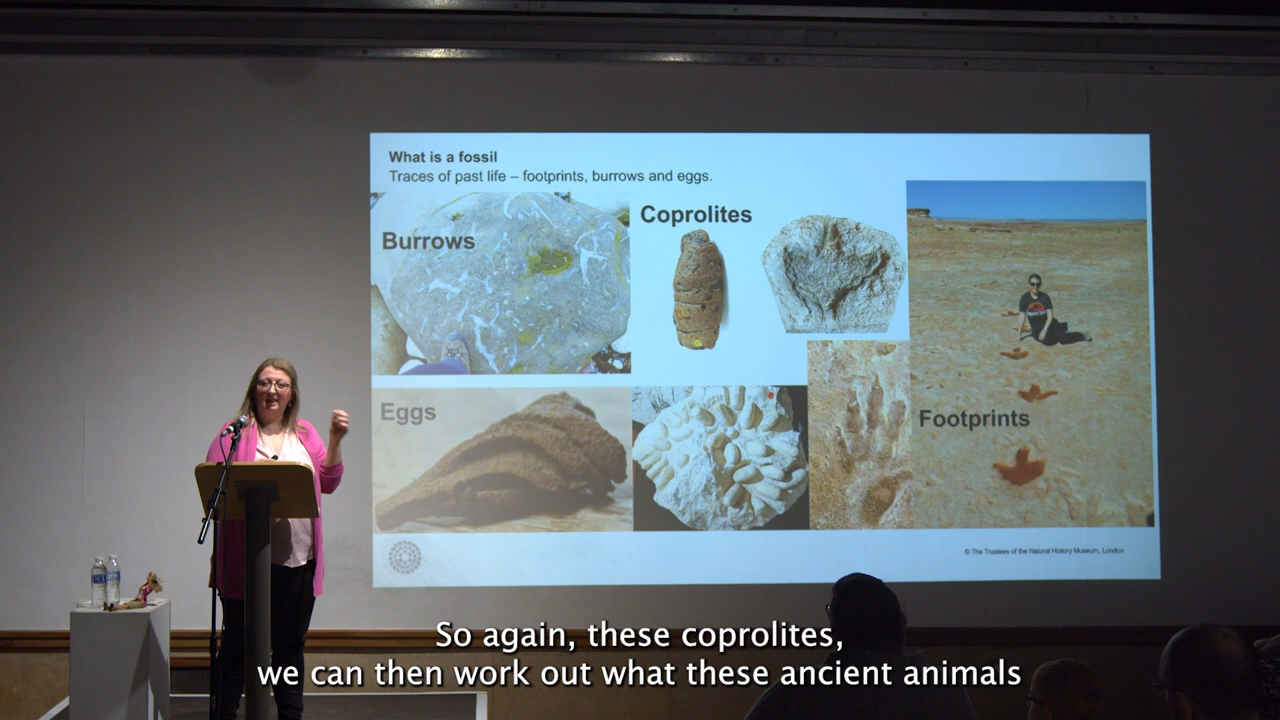 What is a fossil
Traces of past life – footprints, burrows and eggs.
Burrows
Coprolites
Eggs
Footprints
© The Trustees of the Natural History Museum, London
So again, these coprolites,
we can then work out what these ancient animals